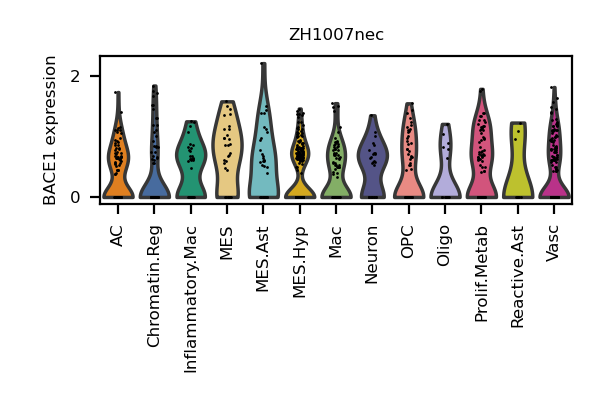 ZH1007nec
BACE1 expression
2
0
AC
Chromatin.Reg
Inflammatory.Mac
MES
MES.Ast
MES.Hyp
Mac
Neuron
OPC
Oligo
Prolif.Metab
Reactive.Ast
Vasc